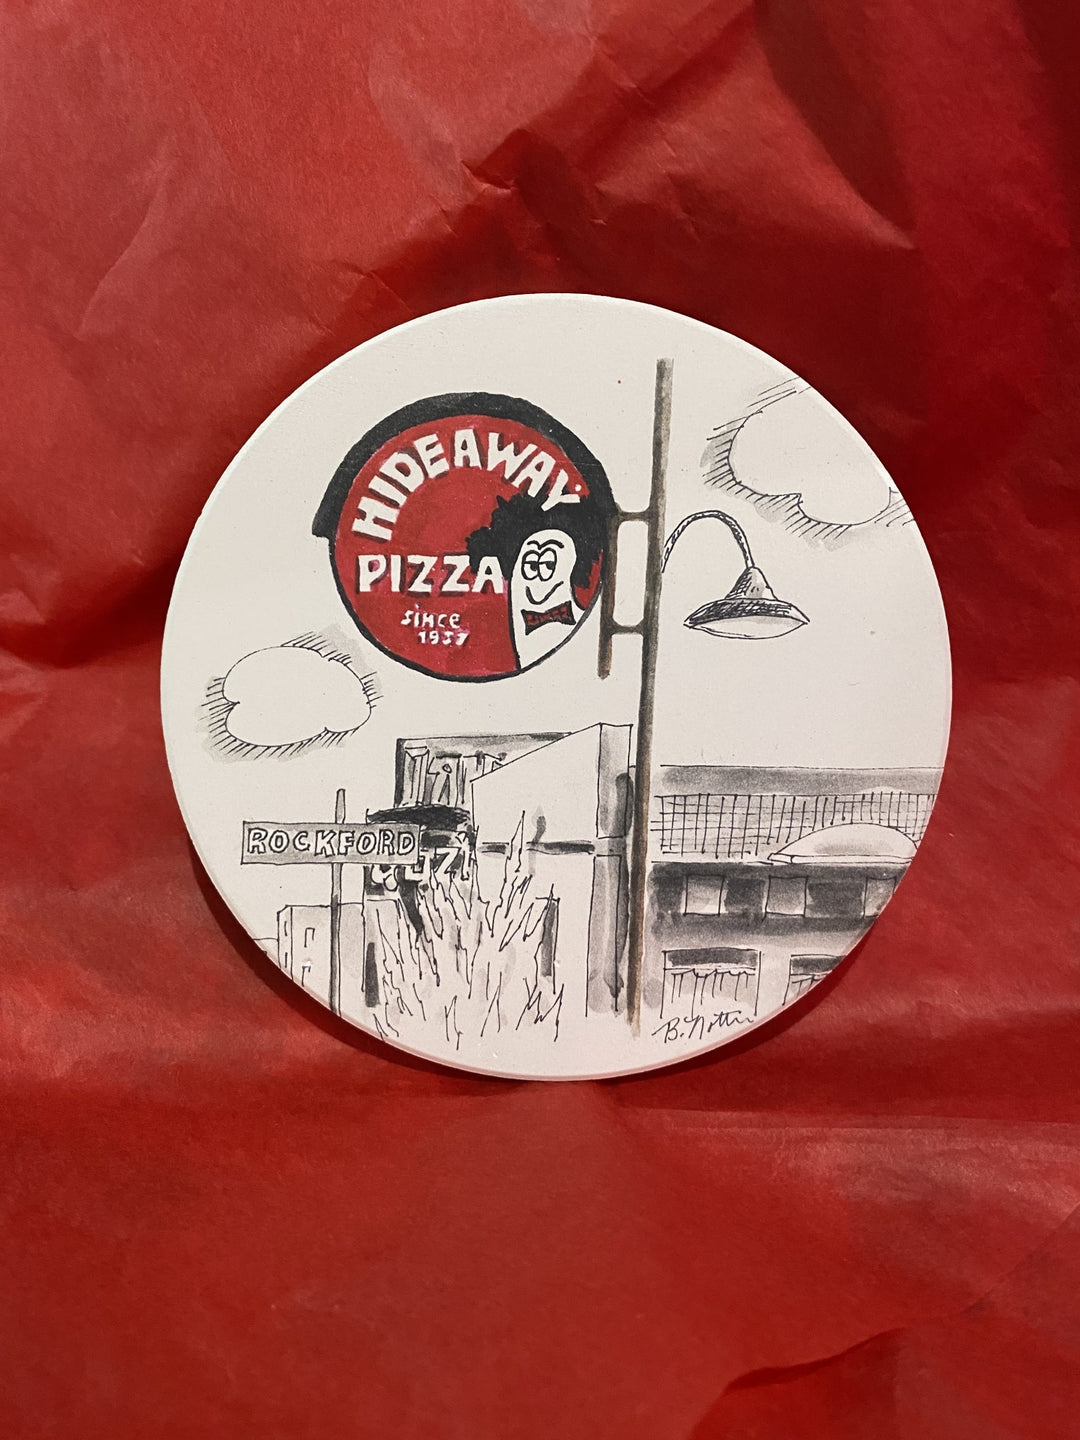 HIDEAWAY
PIZZA
since
1957
ROCKFORD